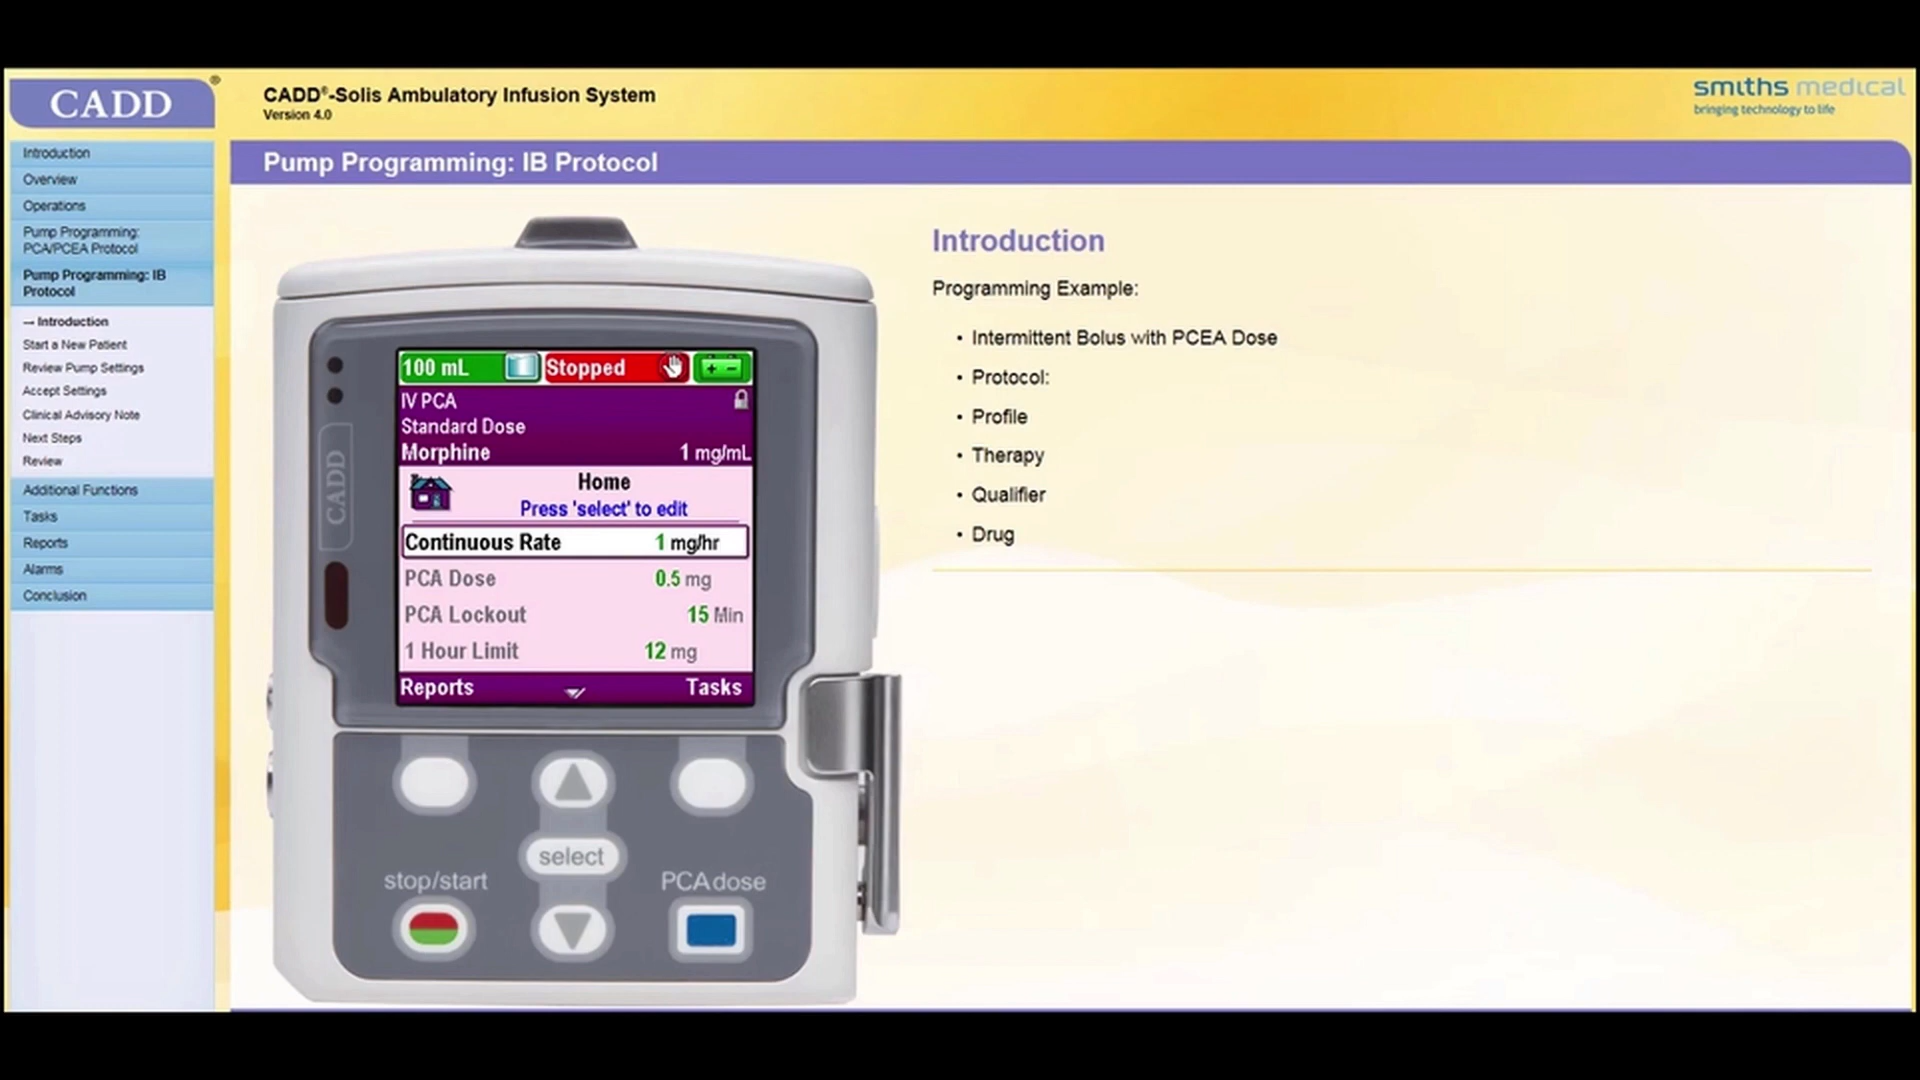 CADD®
CADD®-Solis Ambulatory Infusion System
Version 4.0
smiths medical
bringing technology to life
Introduction
Overview
Operations
Pump Programming:
PCA/PCEA Protocol
Pump Programming: IB
Protocol
→ Introduction
Start a New Patient
Review Pump Settings
Accept Settings
Clinical Advisory Note
Next Steps
Review
Additional Functions
Tasks
Reports
Alarms
Conclusion
Pump Programming: IB Protocol
CADD
100 mL Stopped + -
IV PCA
Standard Dose
Morphine 1 mg/mL
Home
Press 'select' to edit
Continuous Rate 1 mg/hr
PCA Dose 0.5 mg
PCA Lockout 15 Min
1 Hour Limit 12 mg
Reports Tasks
select
stop/start PCA dose
Introduction
Programming Example:
• Intermittent Bolus with PCEA Dose
• Protocol:
• Profile
• Therapy
• Qualifier
• Drug